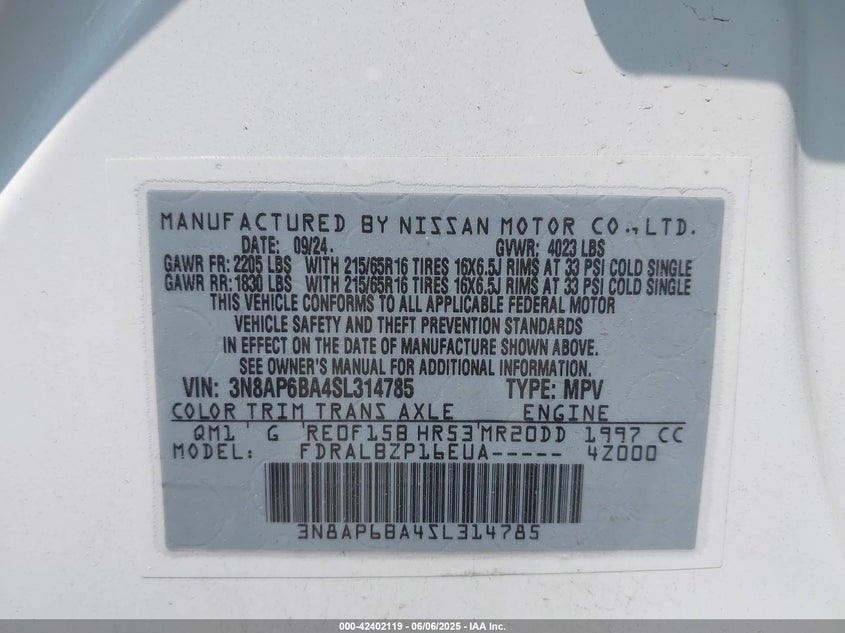 MANUFACTURED BY NISSAN MOTOR CO., LTD.
DATE: 09/24. GVWR: 4023 LBS
GAWR FR: 2205 LBS WITH 215/65R16 TIRES 16X6.5J RIMS AT 33 PSI COLD SINGLE
GAWR RR: 1830 LBS WITH 215/65R16 TIRES 16X6.5J RIMS AT 33 PSI COLD SINGLE
THIS VEHICLE CONFORMS TO ALL APPLICABLE FEDERAL MOTOR
VEHICLE SAFETY AND THEFT PREVENTION STANDARDS
IN EFFECT ON THE DATE OF MANUFACTURE SHOWN ABOVE.
SEE OWNER'S MANUAL FOR ADDITIONAL INFORMATION
VIN: 3N8AP6BA4SL314785 TYPE: MPV
COLOR TRIM TRANS AXLE ENGINE
QM1 G RE0F15B HR53 MR20DD 1997 CC
MODEL: FDRALBZP16EUA----- 4Z000
3N8AP6BA4SL314785
000-42402119 - 06/06/2025 - IAA Inc.